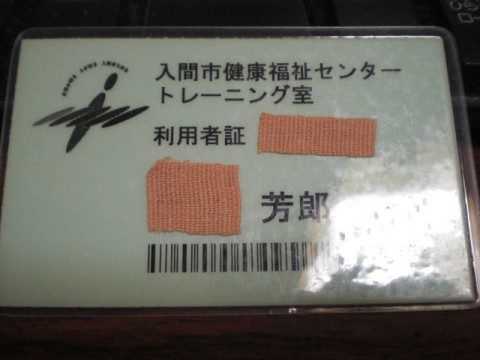 入間市健康福祉センター
トレーニング室
利用者証
芳郎